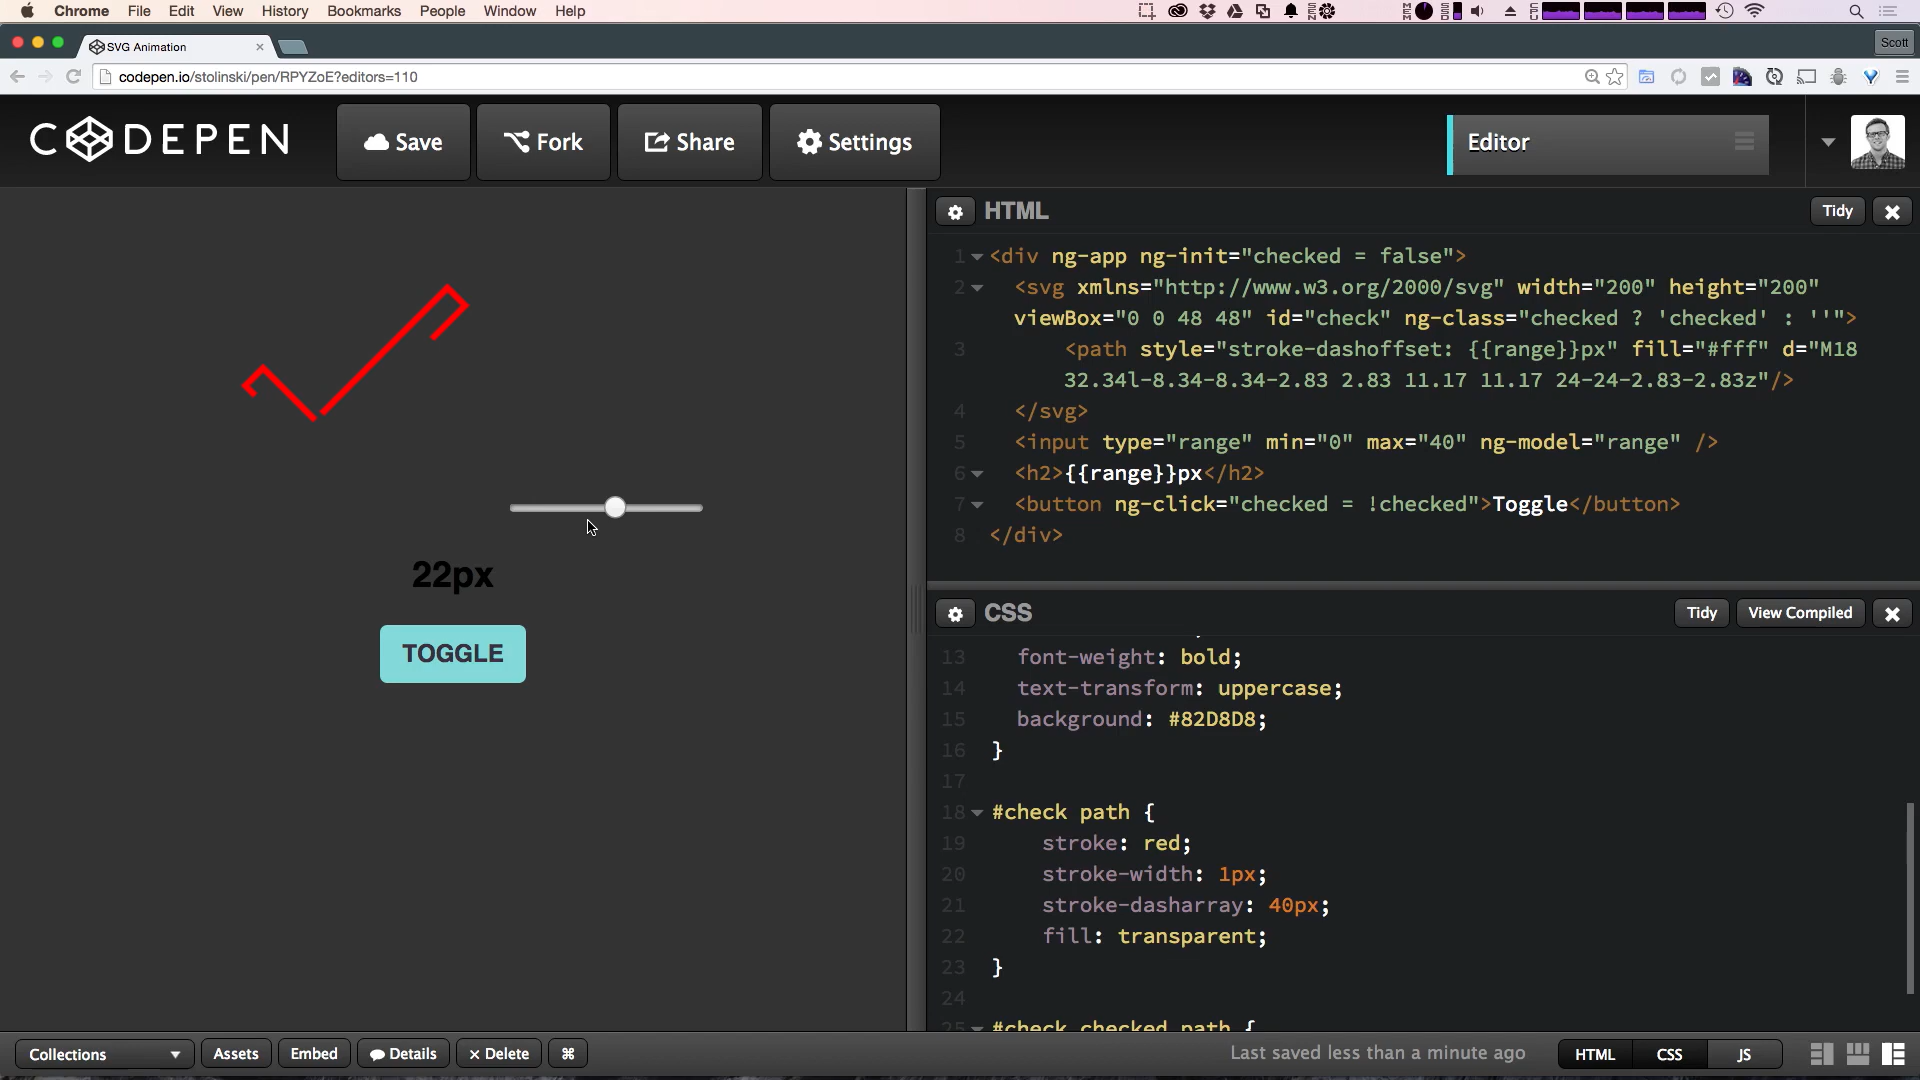 Chrome File Edit View History Bookmarks People Window Help
SVG Animation
Scott
codepen.io/stolinski/pen/RPYZoE?editors=110
CODEPEN
Save
Fork
Share
Settings
Editor
HTML
Tidy
1 <div ng-app ng-init="checked = false">
2 <svg xmlns="http://www.w3.org/2000/svg" width="200" height="200"
viewBox="0 0 48 48" id="check" ng-class="checked ? 'checked' : ''">
3 <path style="stroke-dashoffset: {{range}}px" fill="#fff" d="M18
32.34l-8.34-8.34-2.83 2.83 11.17 11.17 24-24-2.83-2.83z"/>
4 </svg>
5 <input type="range" min="0" max="40" ng-model="range" />
6 <h2>{{range}}px</h2>
7 <button ng-click="checked = !checked">Toggle</button>
8 </div>
22px
TOGGLE
CSS
Tidy
View Compiled
13 font-weight: bold;
14 text-transform: uppercase;
15 background: #82D8D8;
16 }
17
18 #check path {
19 stroke: red;
20 stroke-width: 1px;
21 stroke-dasharray: 40px;
22 fill: transparent;
23 }
24
25 #check checked path {
Collections
Assets
Embed
Details
x Delete
⌘
Last saved less than a minute ago
HTML
CSS
JS